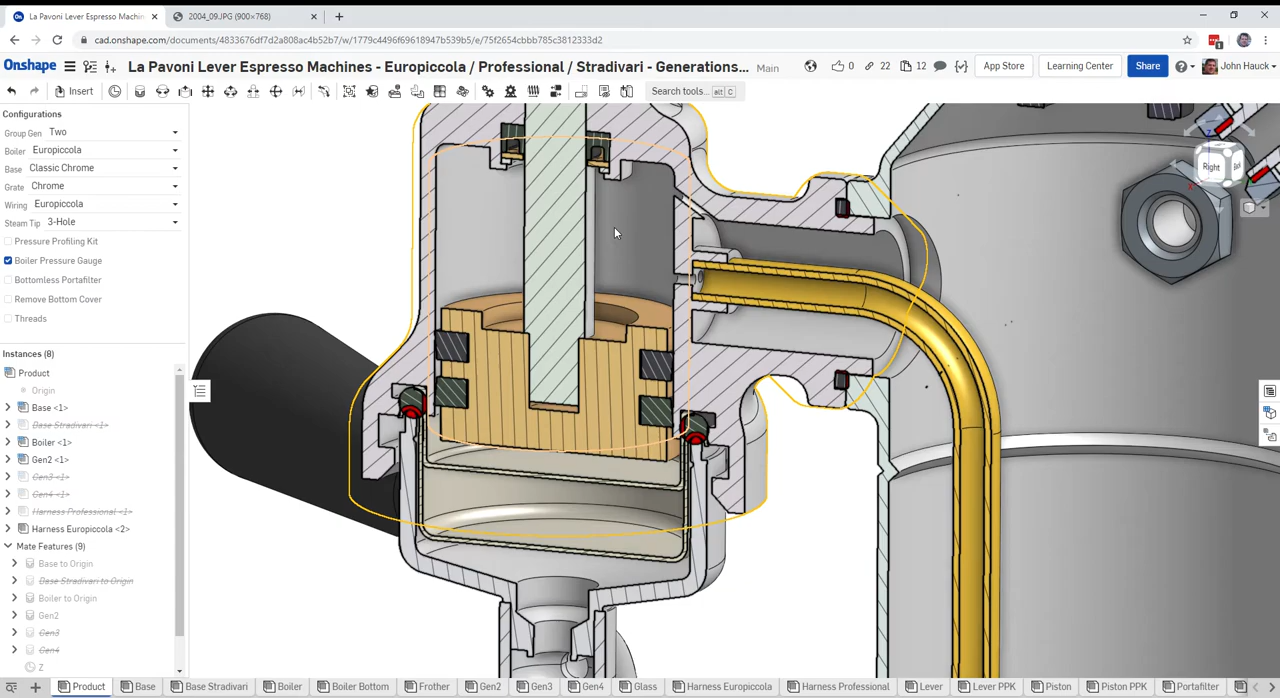 La Pavoni Lever Espresso Machin
2004_09.JPG (900×768)
cad.onshape.com/documents/4833676df7d2a808ac4b52b7/w/1779c4496f69618947b539b5/e/75f2654cbbb785c3812333d2
Onshape
La Pavoni Lever Espresso Machines - Europiccola / Prosssional / Stradivari - Generations...
Main
0
22
12
App Store
Learning Center
Share
John Hauck
Insert
Search tools...
alt
C
Configurations
Group Gen
Two
Boiler
Europiccola
Base
Classic Chrome
Grate
Chrome
Wiring
Europiccola
Steam Tip
3-Hole
Pressure Profiling Kit
Boiler Pressure Gauge
Bottomless Portafilter
Remove Bottom Cover
Threads
Instances (8)
Product
Origin
Base <1>
Base Stradivari <1>
Boiler <1>
Gen2 <1>
Gen3 <1>
Gen4 <1>
Harness Professional <1>
Harness Europiccola <2>
Mate Features (9)
Base to Origin
Base Stradivari to Origin
Boiler to Origin
Gen2
Gen3
Gen4
Z
Right
Z
X
Product
Base
Base Stradivari
Boiler
Boiler Bottom
Frother
Gen2
Gen3
Gen4
Glass
Harness Europiccola
Harness Professional
Lever
Lever PPK
Piston
Piston PPK
Portafilter